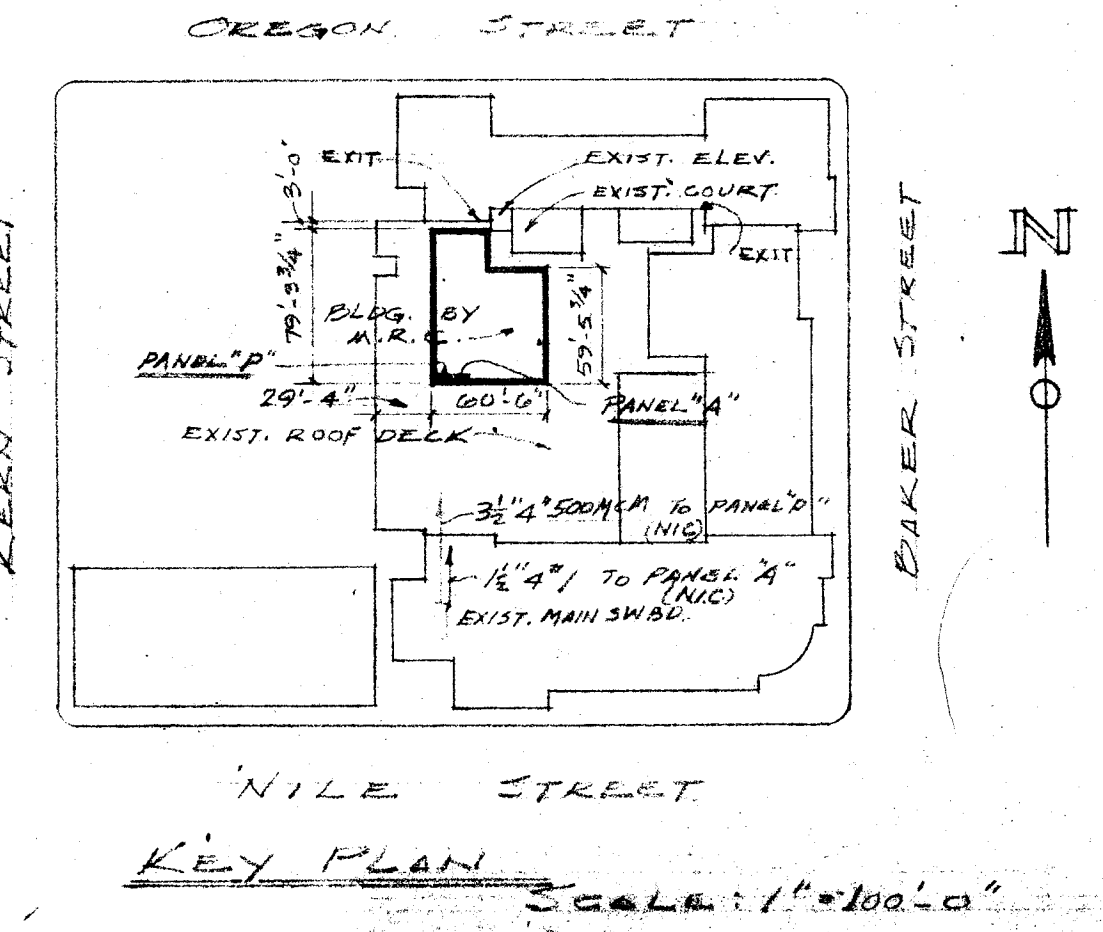 OREGON STREET
EXIT
EXIST. ELEV.
EXIST. COURT.
3'-0"
EXIT
79'-9 3/4"
BLDG. BY
M.R.C.
59'-5 3/4"
PANEL "P"
29'-4"
60'-6"
PANEL "A"
EXIST. ROOF DECK
3 1/2" 4" 500 MCM TO PANEL "P"
(NIC)
1 1/2" 4 #1 TO PANEL "A"
(N.I.C)
EXIST. MAIN SWBD.
KERN STREET
BAKER STREET
N
NILE STREET
KEY PLAN
SCALE: 1" = 100'-0"